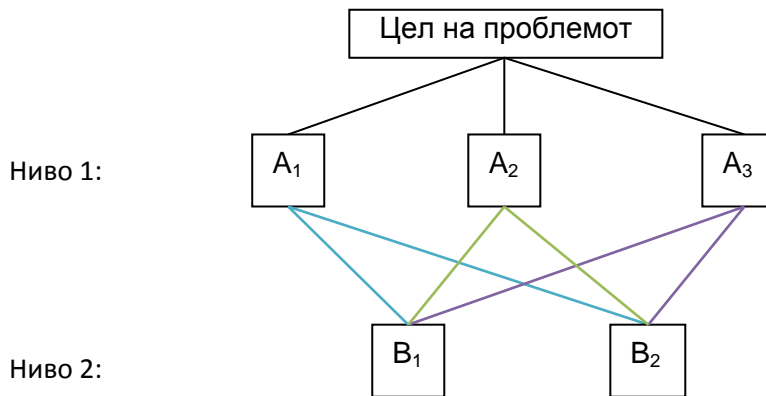 Цел на проблемот
Ниво 1:
A₁
A₂
A₃
Ниво 2:
B₁
B₂